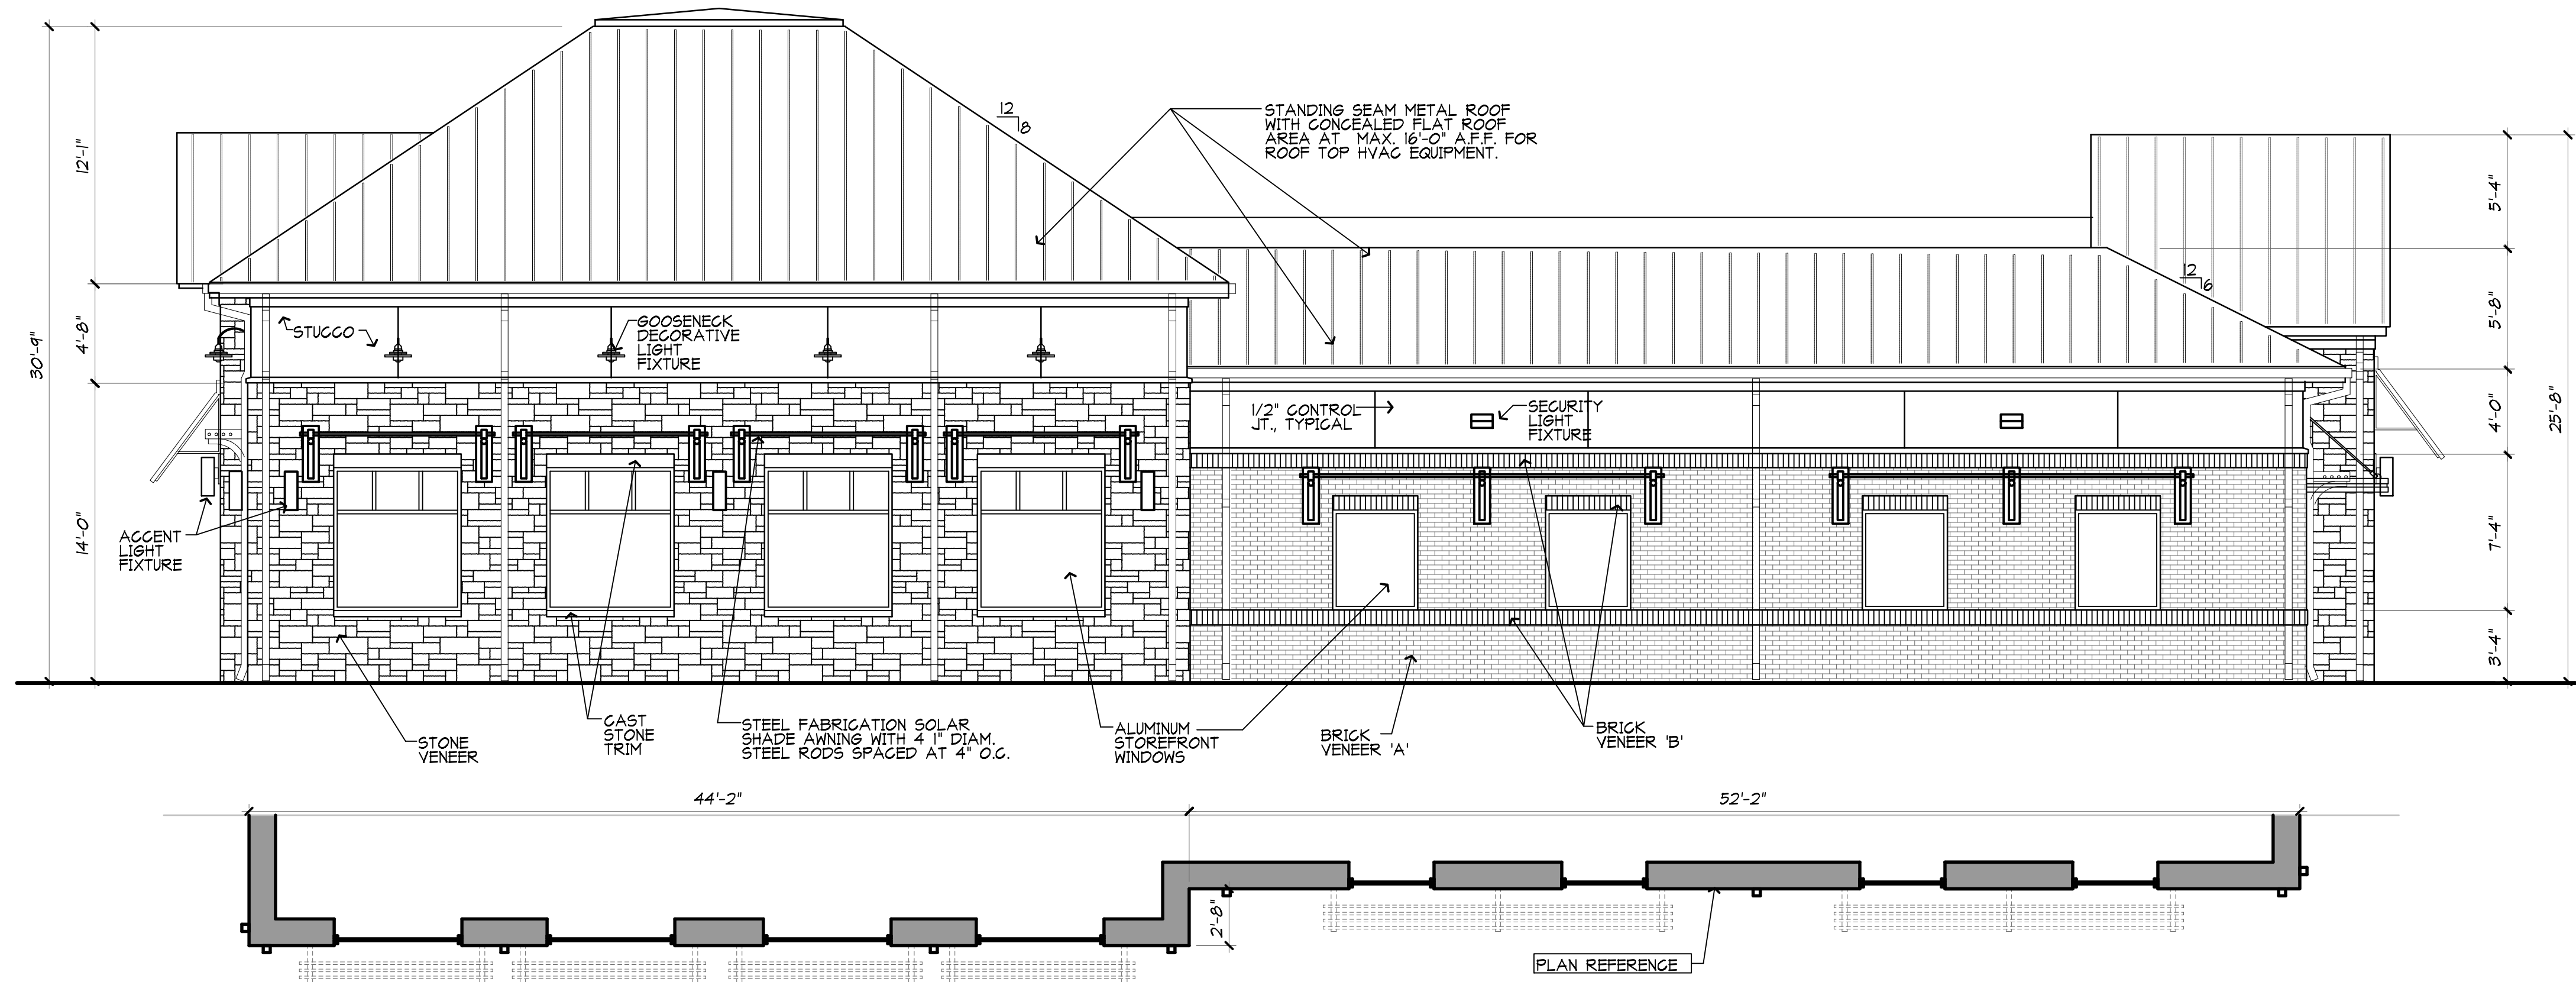 12
8
STANDING SEAM METAL ROOF
WITH CONCEALED FLAT ROOF
AREA AT MAX. 16'-0" A.F.F. FOR
ROOF TOP HVAC EQUIPMENT.
12'-1"
5'-4"
12
6
30'-9"
4'-8"
STUCCO
GOOSENECK
DECORATIVE
LIGHT
FIXTURE
5'-8"
25'-8"
1/2" CONTROL
JT., TYPICAL
SECURITY
LIGHT
FIXTURE
4'-0"
14'-0"
ACCENT
LIGHT
FIXTURE
7'-4"
3'-4"
STONE
VENEER
CAST
STONE
TRIM
STEEL FABRICATION SOLAR
SHADE AWNING WITH 4 1" DIAM.
STEEL RODS SPACED AT 4" O.C.
ALUMINUM
STOREFRONT
WINDOWS
BRICK
VENEER 'A'
BRICK
VENEER 'B'
44'-2"
52'-2"
2'-8"
PLAN REFERENCE